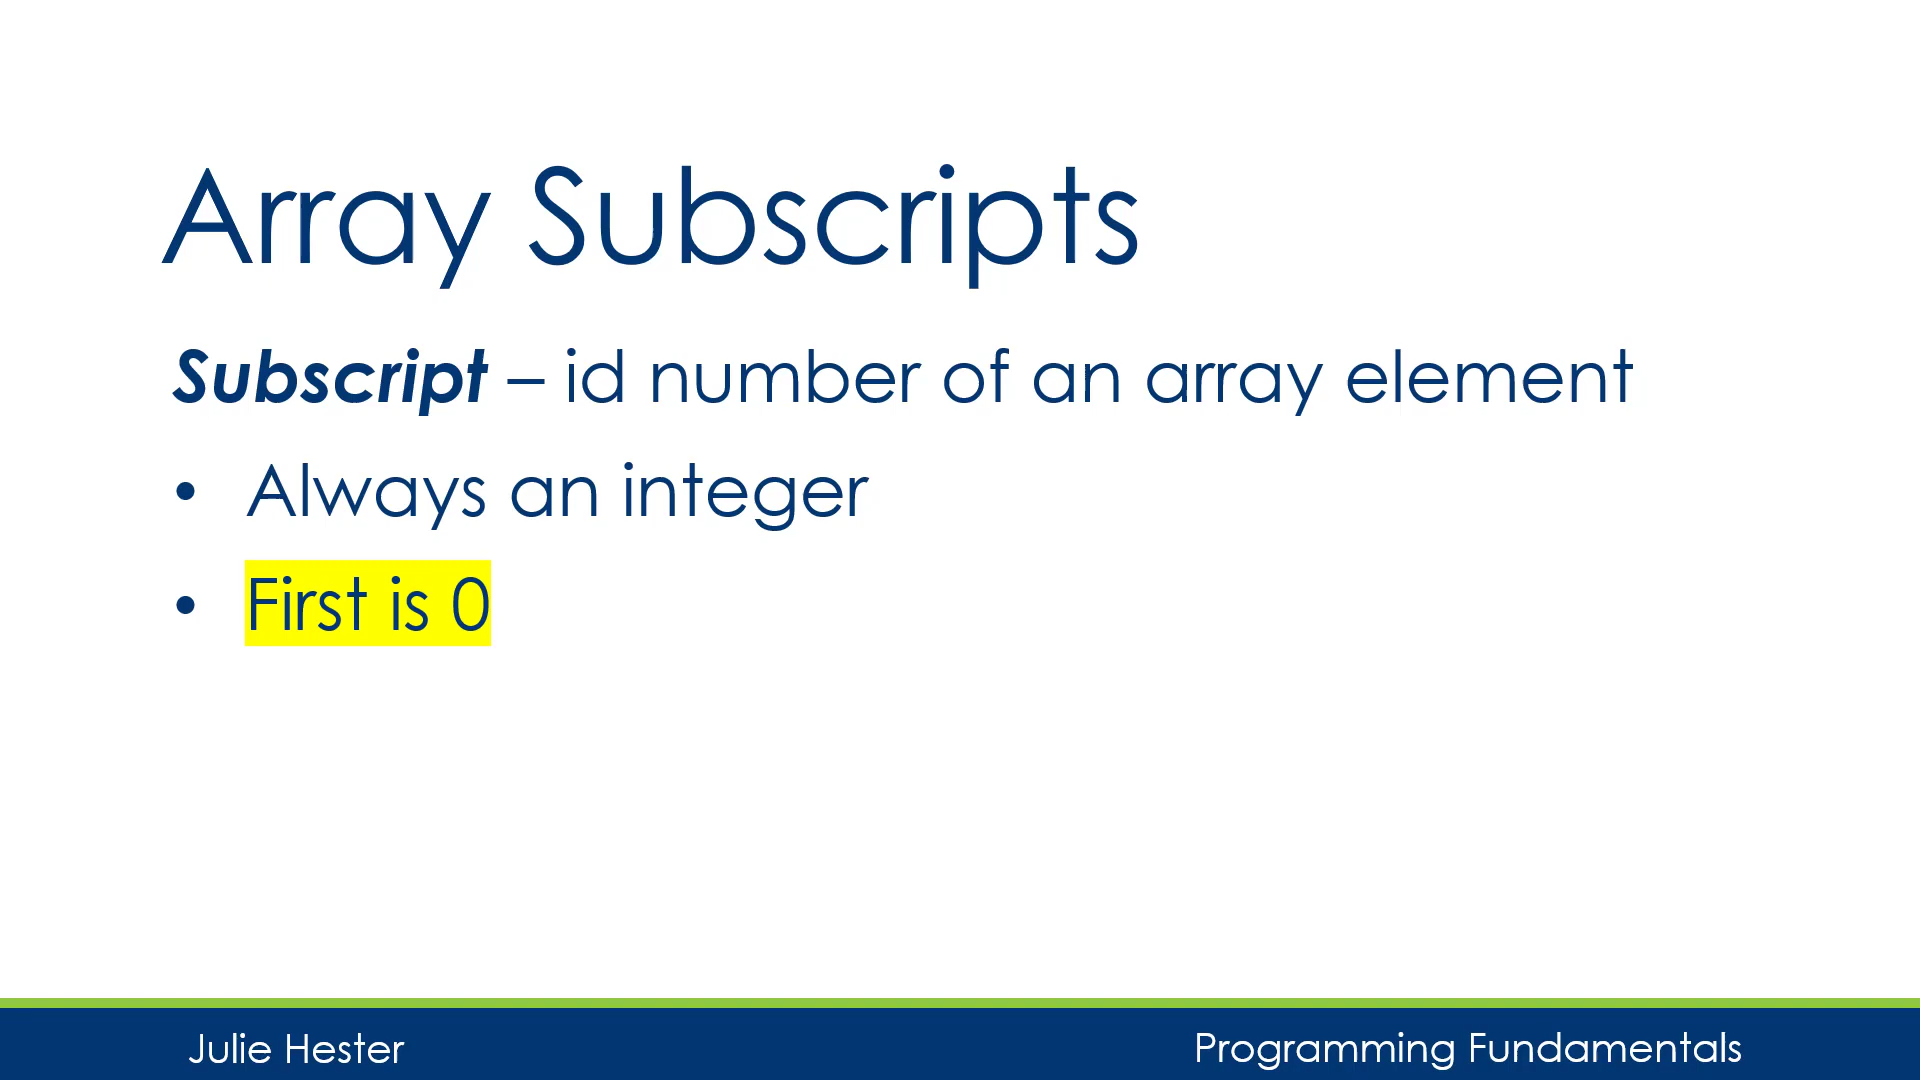 Array Subscripts
Subscript – id number of an array element
• Always an integer
• First is 0
Julie Hester
Programming Fundamentals